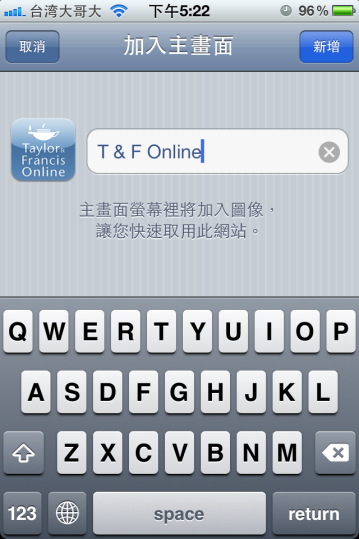 台湾大哥大 下午5:22 96%
取消 加入主畫面 新增
Taylor & Francis Online
T & F Online
主畫面螢幕裡將加入圖像，
讓您快速取用此網站。
Q W E R T Y U I O P
A S D F G H J K L
Z X C V B N M
123 space return